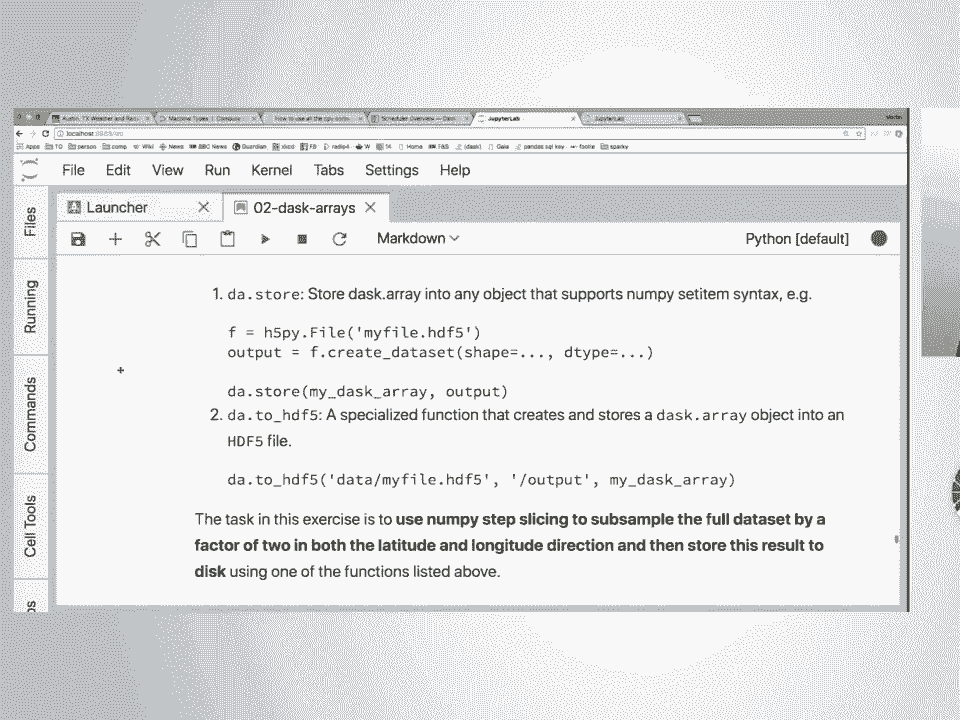 Austin, TX Weather and Rada
Machine Types | Compute
How to use all the cpu cores
Scheduler Overview — Dask
JupyterLab
JupyterLab
localhost:8888/lab
Apps TO person comp Wiki News BBC News Guardian xkcd FB radio4 W 14 Home F&S (dask) Gaia pandas sql key footie sparky
File Edit View Run Kernel Tabs Settings Help
Files
Running
Commands
Cell Tools
Launcher
02-dask-arrays
Markdown
Python [default]
1. da.store: Store dask.array into any object that supports numpy setitem syntax, e.g.
f = h5py.File('myfile.hdf5')
output = f.create_dataset(shape=..., dtype=...)
da.store(my_dask_array, output)
2. da.to_hdf5: A specialized function that creates and stores a dask.array object into an
HDF5 file.
da.to_hdf5('data/myfile.hdf5', '/output', my_dask_array)
The task in this exercise is to use numpy step slicing to subsample the full dataset by a
factor of two in both the latitude and longitude direction and then store this result to
disk using one of the functions listed above.